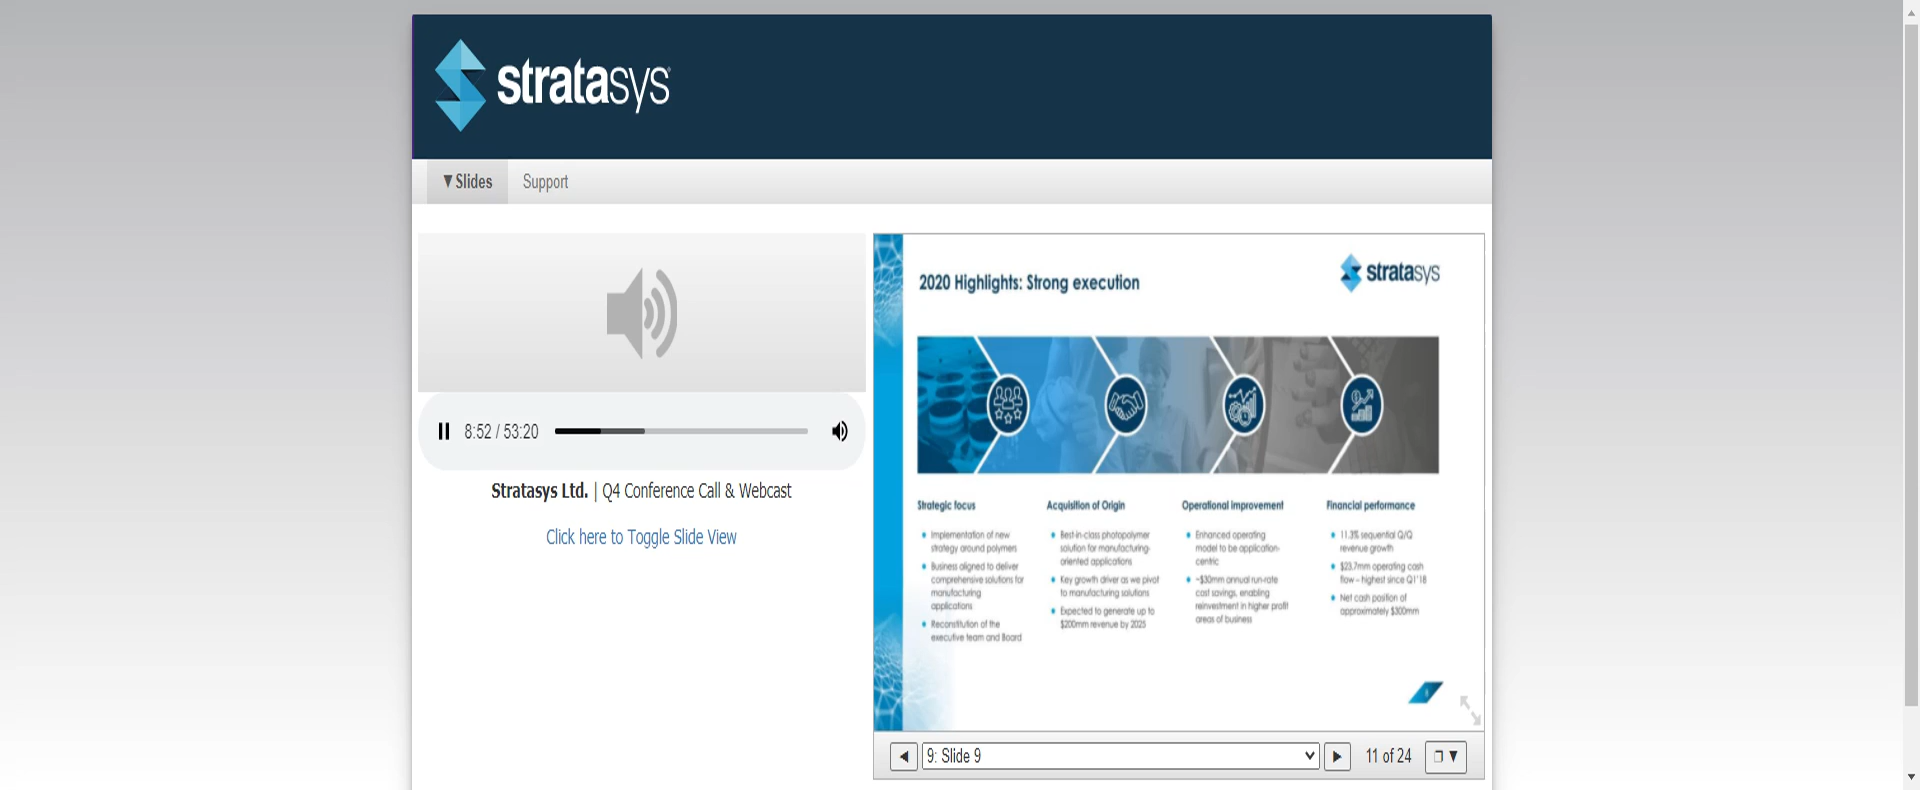 stratasys
▼Slides
Support
8:52 / 53:20
Stratasys Ltd. | Q4 Conference Call & Webcast
Click here to Toggle Slide View
2020 Highlights: Strong execution
stratasys
Strategic focus
Implementation of new
strategy around polymers
Business aligned to deliver
comprehensive solutions for
manufacturing
applications
Reconstitution of the
executive team and Board
Acquisition of Origin
Best-in-class photopolymer
solution for manufacturing-
oriented applications
Key growth driver as we pivot
to manufacturing solutions
Expected to generate up to
$200mm revenue by 2025
Operational improvement
Enhanced operating
model to be application-
centric
~$30mm annual run-rate
cost savings, enabling
reinvestment in higher profit
areas of business
Financial performance
11.3% sequential Q/Q
revenue growth
$23.7mm operating cash
flow – highest since Q1'18
Net cash position of
approximately $300mm
9: Slide 9
11 of 24